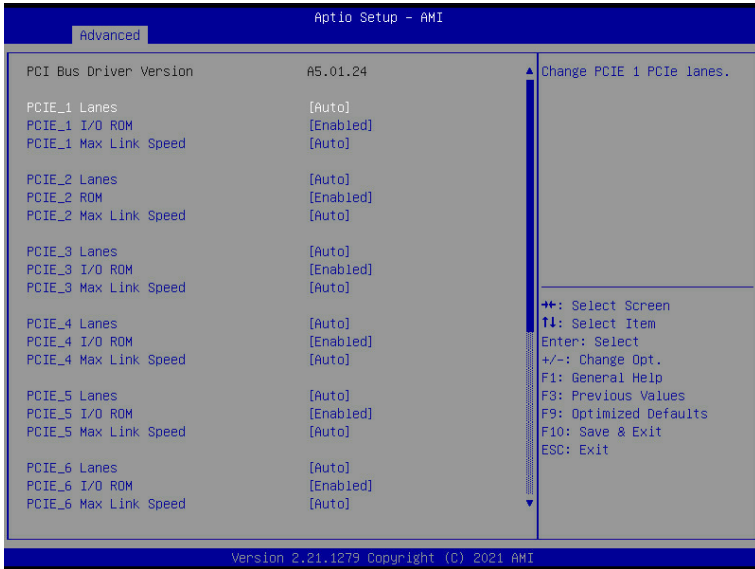 Aptio Setup – AMI
Advanced
PCI Bus Driver Version A5.01.24
PCIE_1 Lanes [Auto]
PCIE_1 I/O ROM [Enabled]
PCIE_1 Max Link Speed [Auto]
PCIE_2 Lanes [Auto]
PCIE_2 ROM [Enabled]
PCIE_2 Max Link Speed [Auto]
PCIE_3 Lanes [Auto]
PCIE_3 I/O ROM [Enabled]
PCIE_3 Max Link Speed [Auto]
PCIE_4 Lanes [Auto]
PCIE_4 I/O ROM [Enabled]
PCIE_4 Max Link Speed [Auto]
PCIE_5 Lanes [Auto]
PCIE_5 I/O ROM [Enabled]
PCIE_5 Max Link Speed [Auto]
PCIE_6 Lanes [Auto]
PCIE_6 I/O ROM [Enabled]
PCIE_6 Max Link Speed [Auto]
Change PCIE 1 PCIe lanes.
→←: Select Screen
↑↓: Select Item
Enter: Select
+/-: Change Opt.
F1: General Help
F3: Previous Values
F9: Optimized Defaults
F10: Save & Exit
ESC: Exit
Version 2.21.1279 Copyright (C) 2021 AMI